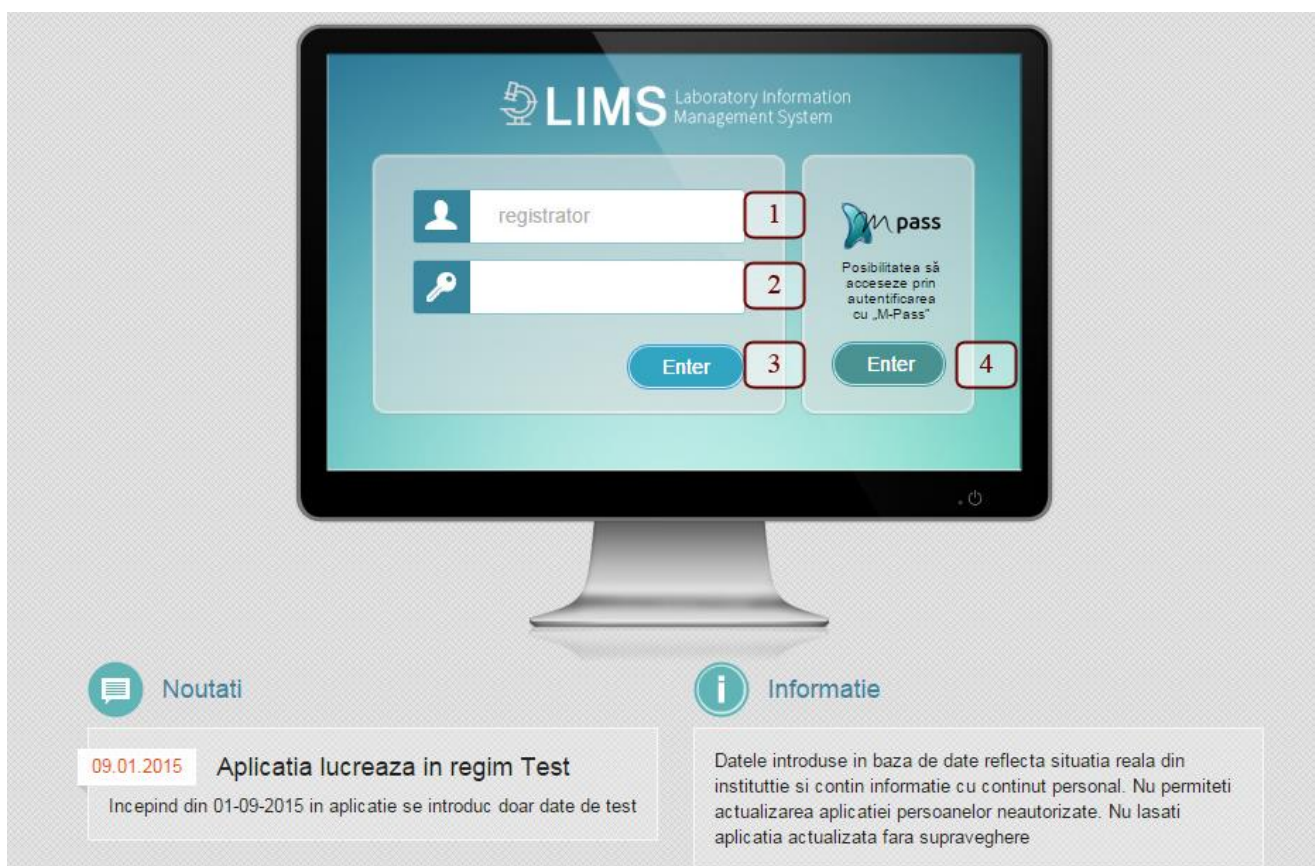 LIMS Laboratory Information
Management System
registrator
1
2
Enter
3
M pass
Posibilitatea să
acceseze prin
autentificarea
cu „M-Pass"
Enter
4
Noutati
09.01.2015 Aplicatia lucreaza in regim Test
Incepind din 01-09-2015 in aplicatie se introduc doar date de test
Informatie
Datele introduse in baza de date reflecta situatia reala din
instituttie si contin informatie cu continut personal. Nu permiteti
actualizarea aplicatiei persoanelor neautorizate. Nu lasati
aplicatia actualizata fara supraveghere